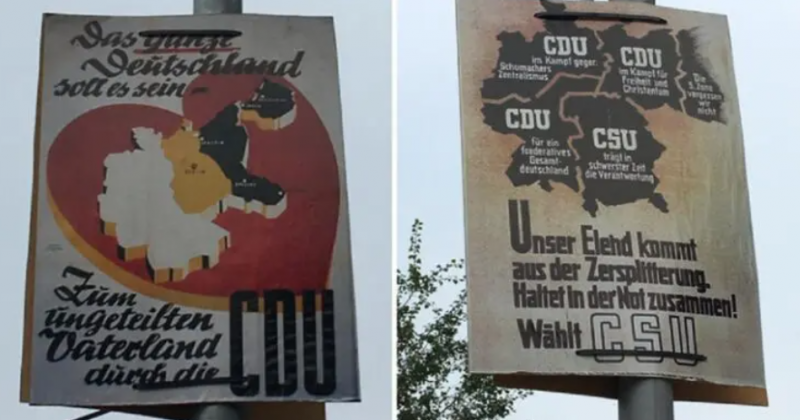 Das ganze
Deutschland
soll es sein -
Zum
ungeteilten
Vaterland
durch die CDU
CDU
im Kampf gegen
Schumachers
Zentralismus
CDU
im Kampf für
Freiheit und
Christentum
Die
5. Zone
vergessen
wir
nicht
CDU
für ein
föderatives
Gesamt-
deutschland
CSU
trägt in
schwerster Zeit
die Verantwortung
Unser Elend kommt
aus der Zersplitterung.
Haltet in der Not zusammen!
Wählt CSU